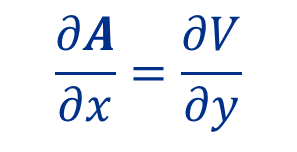 ∂𝑨/∂x = ∂V/∂y